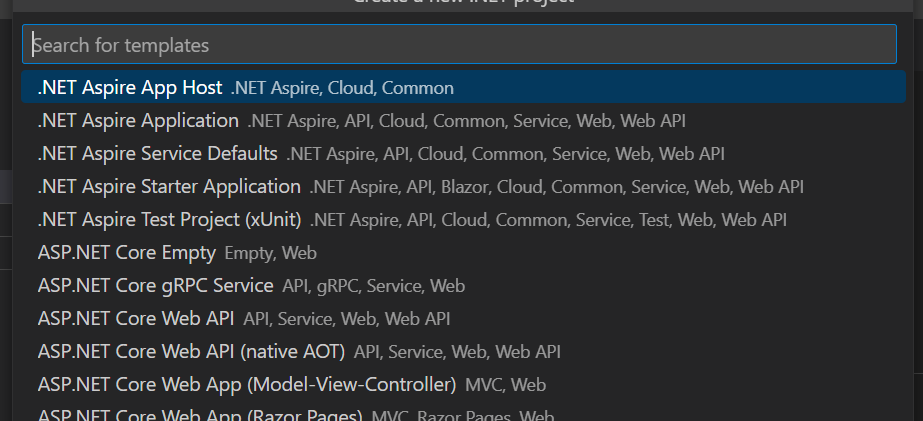 Create a new .NET project
Search for templates
.NET Aspire App Host .NET Aspire, Cloud, Common
.NET Aspire Application .NET Aspire, API, Cloud, Common, Service, Web, Web API
.NET Aspire Service Defaults .NET Aspire, API, Cloud, Common, Service, Web, Web API
.NET Aspire Starter Application .NET Aspire, API, Blazor, Cloud, Common, Service, Web, Web API
.NET Aspire Test Project (xUnit) .NET Aspire, API, Cloud, Common, Service, Test, Web, Web API
ASP.NET Core Empty Empty, Web
ASP.NET Core gRPC Service API, gRPC, Service, Web
ASP.NET Core Web API API, Service, Web, Web API
ASP.NET Core Web API (native AOT) API, Service, Web, Web API
ASP.NET Core Web App (Model-View-Controller) MVC, Web
ASP.NET Core Web App (Razor Pages) MVC, Razor Pages, Web